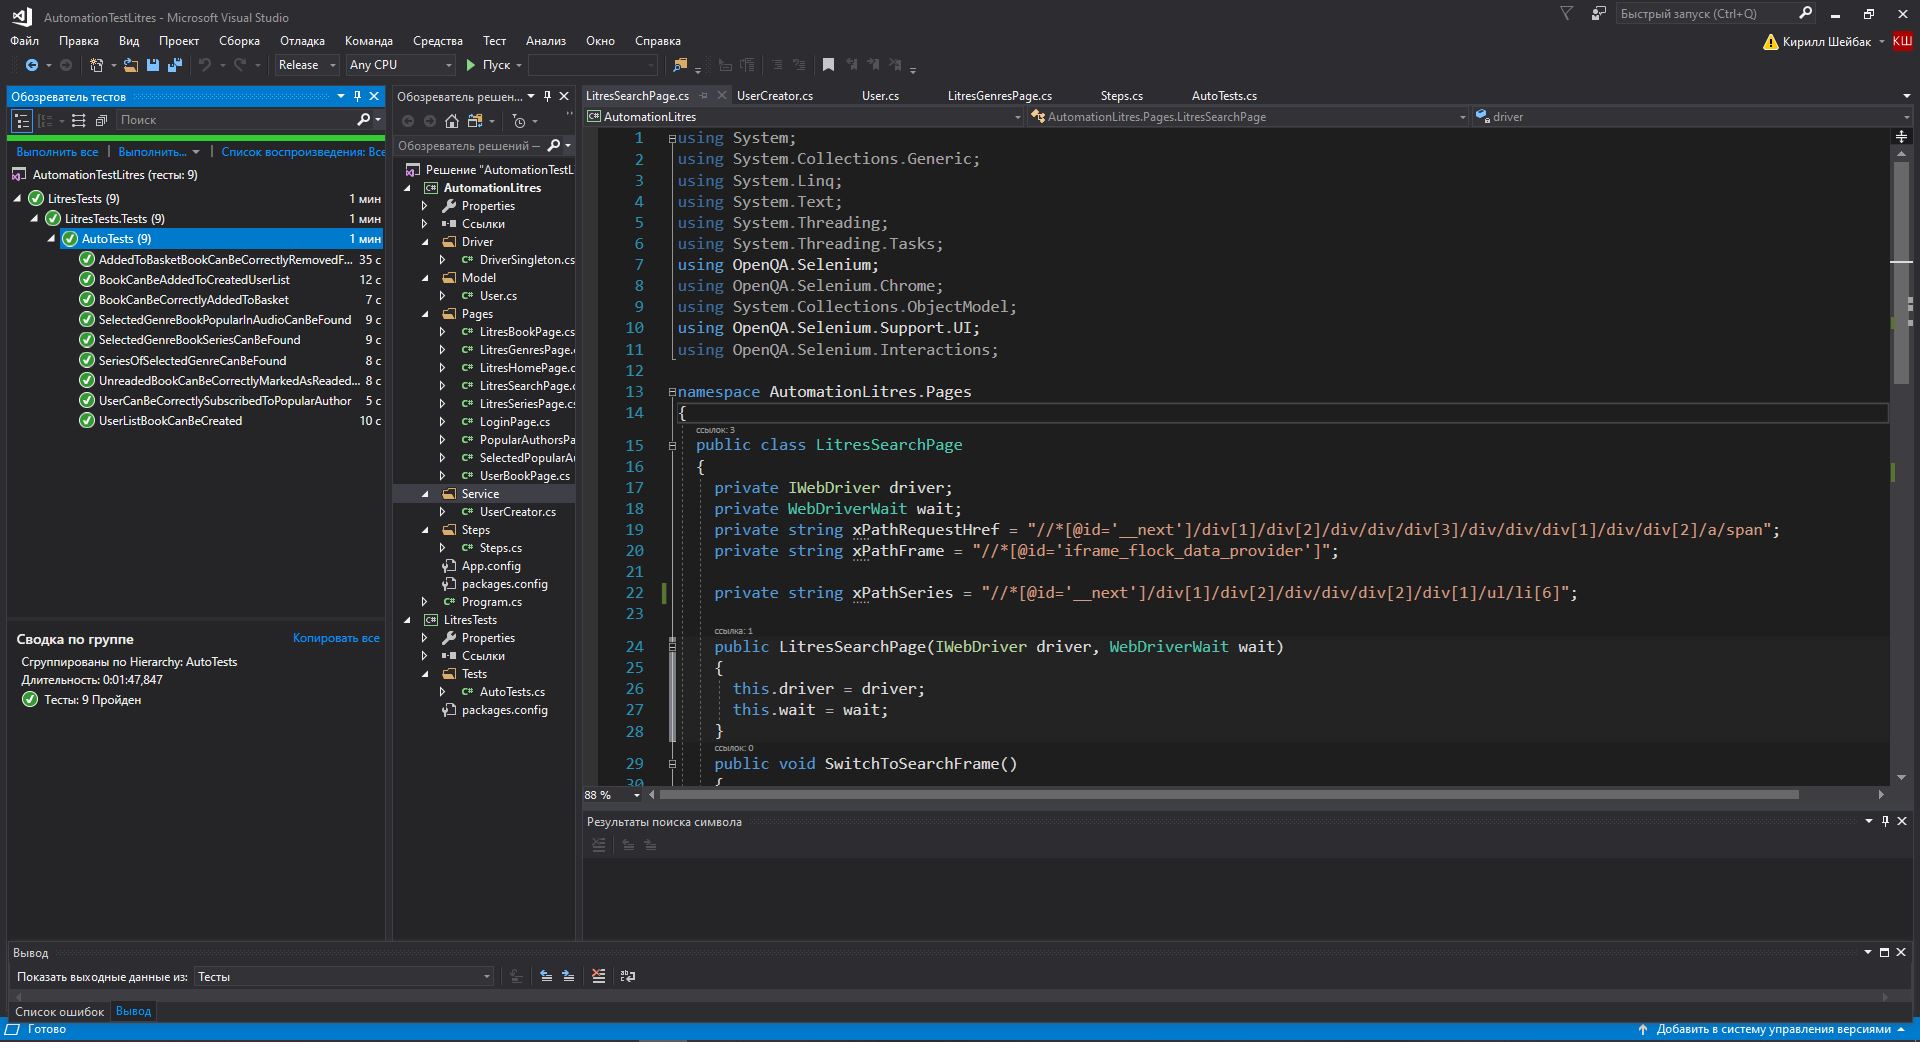 AutomationTestLitres - Microsoft Visual Studio
Быстрый запуск (Ctrl+Q)
Файл Правка Вид Проект Сборка Отладка Команда Средства Тест Анализ Окно Справка
Кирилл Шейбак КШ
Release Any CPU Пуск
Обозреватель тестов
Поиск
Выполнить все Выполнить... Список воспроизведения: Все
AutomationTestLitres (тесты: 9)
LitresTests (9) 1 мин
LitresTests.Tests (9) 1 мин
AutoTests (9) 1 мин
AddedToBasketBookCanBeCorrectlyRemovedF... 35 с
BookCanBeAddedToCreatedUserList 12 с
BookCanBeCorrectlyAddedToBasket 7 с
SelectedGenreBookPopularInAudioCanBeFound 9 с
SelectedGenreBookSeriesCanBeFound 9 с
SeriesOfSelectedGenreCanBeFound 8 с
UnreadedBookCanBeCorrectlyMarkedAsReaded... 8 с
UserCanBeCorrectlySubscribedToPopularAuthor 5 с
UserListBookCanBeCreated 10 с
Сводка по группе Копировать все
Сгруппированы по Hierarchy: AutoTests
Длительность: 0:01:47,847
Тесты: 9 Пройден
Обозреватель решен...
Обозреватель решений —
Решение "AutomationTestL
AutomationLitres
Properties
Ссылки
Driver
DriverSingleton.cs
Model
User.cs
Pages
LitresBookPage.cs
LitresGenresPage.
LitresHomePage.c
LitresSearchPage.c
LitresSeriesPage.cs
LoginPage.cs
PopularAuthorsPa
SelectedPopularAu
UserBookPage.cs
Service
UserCreator.cs
Steps
Steps.cs
App.config
packages.config
Program.cs
LitresTests
Properties
Ссылки
Tests
AutoTests.cs
packages.config
LitresSearchPage.cs UserCreator.cs User.cs LitresGenresPage.cs Steps.cs AutoTests.cs
AutomationLitres AutomationLitres.Pages.LitresSearchPage driver
1 using System;
2 using System.Collections.Generic;
3 using System.Linq;
4 using System.Text;
5 using System.Threading;
6 using System.Threading.Tasks;
7 using OpenQA.Selenium;
8 using OpenQA.Selenium.Chrome;
9 using System.Collections.ObjectModel;
10 using OpenQA.Selenium.Support.UI;
11 using OpenQA.Selenium.Interactions;
12
13 namespace AutomationLitres.Pages
14 {
ссылок: 3
15 public class LitresSearchPage
16 {
17 private IWebDriver driver;
18 private WebDriverWait wait;
19 private string xPathRequestHref = "//*[@id='__next']/div[1]/div[2]/div/div/div[3]/div/div/div[1]/div/div[2]/a/span";
20 private string xPathFrame = "//*[@id='iframe_flock_data_provider']";
21
22 private string xPathSeries = "//*[@id='__next']/div[1]/div[2]/div/div/div[2]/div[1]/ul/li[6]";
23
ссылка: 1
24 public LitresSearchPage(IWebDriver driver, WebDriverWait wait)
25 {
26 this.driver = driver;
27 this.wait = wait;
28 }
ссылок: 0
29 public void SwitchToSearchFrame()
30 {
88 %
Результаты поиска символа
Вывод
Показать выходные данные из: Тесты
Список ошибок Вывод
Готово Добавить в систему управления версиями